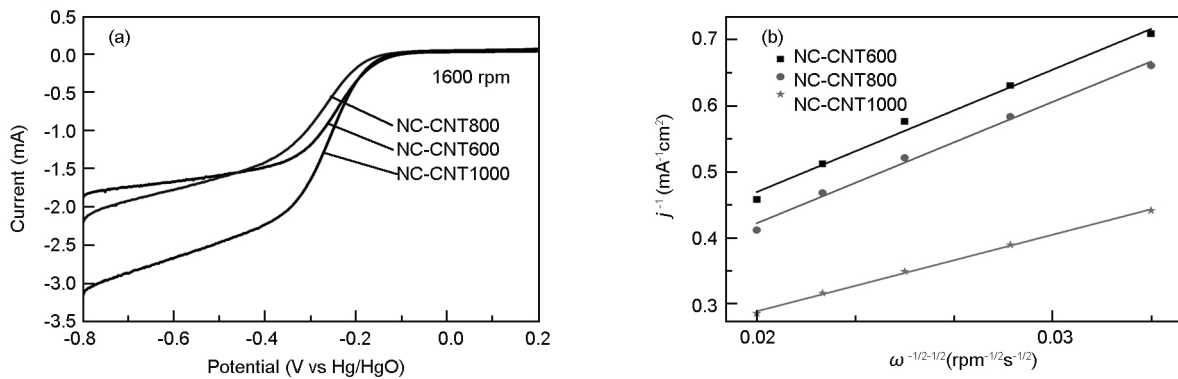 (a)
1600 rpm
NC-CNT800
NC-CNT600
NC-CNT1000
0.5
0.0
-0.5
-1.0
-1.5
-2.0
-2.5
-3.0
-3.5
Current (mA)
-0.8
-0.6
-0.4
-0.2
0.0
0.2
Potential (V vs Hg/HgO)
(b)
NC-CNT600
NC-CNT800
NC-CNT1000
0.7
0.6
0.5
0.4
0.3
j⁻¹ (mA⁻¹cm²)
0.02
0.03
ω⁻¹/²⁻¹/² (rpm⁻¹/²s⁻¹/²)